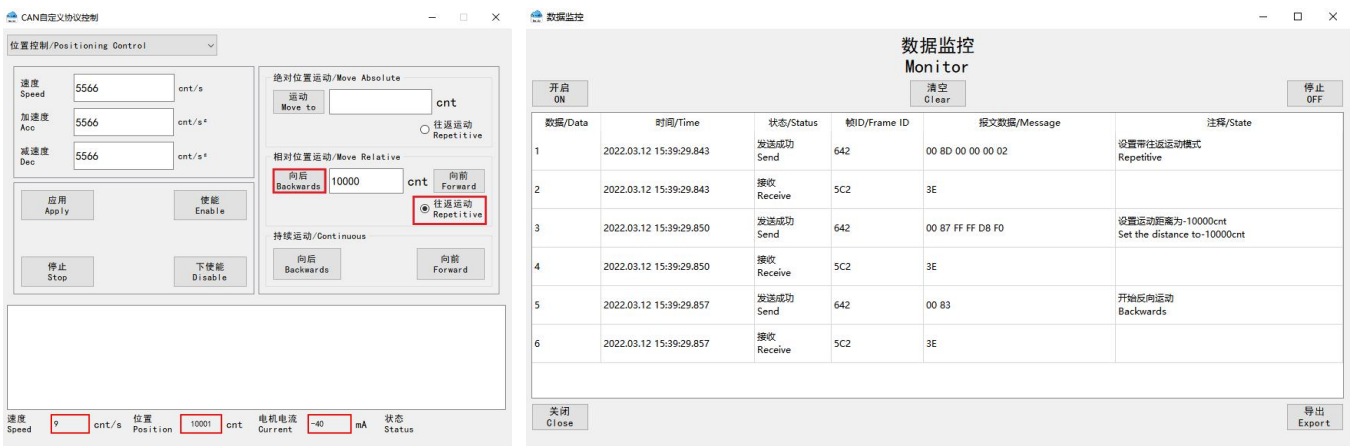 CAN自定义协议控制
位置控制/Positioning Control
速度
Speed
5566
cnt/s
加速度
Acc
5566
cnt/s²
减速度
Dec
5566
cnt/s²
应用
Apply
使能
Enable
停止
Stop
下使能
Disable
绝对位置运动/Move Absolute
运动
Move to
cnt
往返运动
Repetitive
相对位置运动/Move Relative
向后
Backwards
10000
cnt
向前
Forward
往返运动
Repetitive
持续运动/Continuous
向后
Backwards
向前
Forward
速度
Speed
9
cnt/s
位置
Position
10001
cnt
电机电流
Current
-40
mA
状态
Status
数据监控
数据监控
Monitor
开启
ON
清空
Clear
停止
OFF
数据/Data 时间/Time 状态/Status 帧ID/Frame ID 报文数据/Message 注释/State
1 2022.03.12 15:39:29.843 发送成功 642 00 8D 00 00 00 02 设置带往返运动模式
Send Repetitive
2 2022.03.12 15:39:29.843 接收 5C2 3E
Receive
3 2022.03.12 15:39:29.850 发送成功 642 00 87 FF FF D8 F0 设置运动距离为-10000cnt
Send Set the distance to-10000cnt
4 2022.03.12 15:39:29.850 接收 5C2 3E
Receive
5 2022.03.12 15:39:29.857 发送成功 642 00 83 开始反向运动
Send Backwards
6 2022.03.12 15:39:29.857 接收 5C2 3E
Receive
关闭
Close
导出
Export